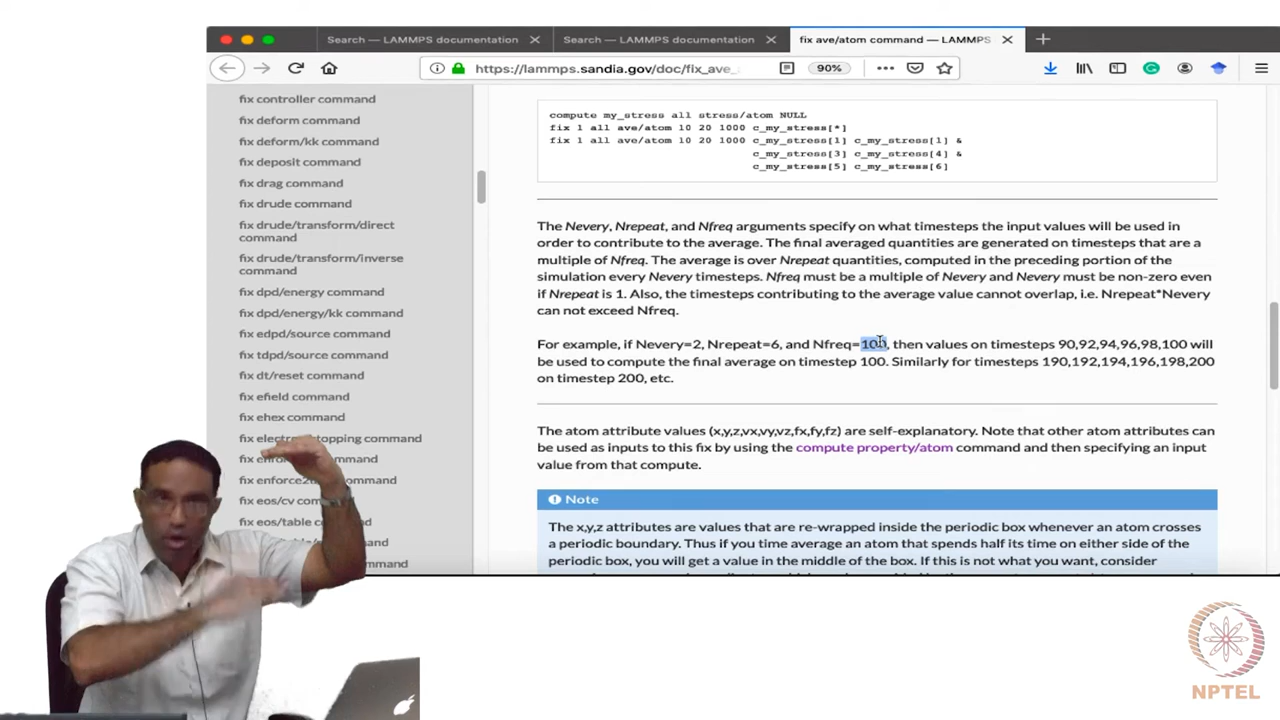 Search — LAMMPS documentation
Search — LAMMPS documentation
fix ave/atom command — LAMMPS
https://lammps.sandia.gov/doc/fix_ave_
90%
fix controller command
fix deform command
fix deform/kk command
fix deposit command
fix drag command
fix drude command
fix drude/transform/direct
command
fix drude/transform/inverse
command
fix dpd/energy command
fix dpd/energy/kk command
fix edpd/source command
fix tdpd/source command
fix dt/reset command
fix efield command
fix ehex command
fix stopping command
fix command
fix command
fix eos/cv
fix eos/table
compute my_stress all stress/atom NULL
fix 1 all ave/atom 10 20 1000 c_my_stress[*]
fix 1 all ave/atom 10 20 1000 c_my_stress[1] c_my_stress[1] &
c_my_stress[3] c_my_stress[4] &
c_my_stress[5] c_my_stress[6]
The Nevery, Nrepeat, and Nfreq arguments specify on what timesteps the input values will be used in
order to contribute to the average. The final averaged quantities are generated on timesteps that are a
multiple of Nfreq. The average is over Nrepeat quantities, computed in the preceding portion of the
simulation every Nevery timesteps. Nfreq must be a multiple of Nevery and Nevery must be non-zero even
if Nrepeat is 1. Also, the timesteps contributing to the average value cannot overlap, i.e. Nrepeat*Nevery
can not exceed Nfreq.
For example, if Nevery=2, Nrepeat=6, and Nfreq=100, then values on timesteps 90,92,94,96,98,100 will
be used to compute the final average on timestep 100. Similarly for timesteps 190,192,194,196,198,200
on timestep 200, etc.
The atom attribute values (x,y,z,vx,vy,vz,fx,fy,fz) are self-explanatory. Note that other atom attributes can
be used as inputs to this fix by using the compute property/atom command and then specifying an input
value from that compute.
Note
The x,y,z attributes are values that are re-wrapped inside the periodic box whenever an atom crosses
a periodic boundary. Thus if you time average an atom that spends half its time on either side of the
periodic box, you will get a value in the middle of the box. If this is not what you want, consider
NPTEL